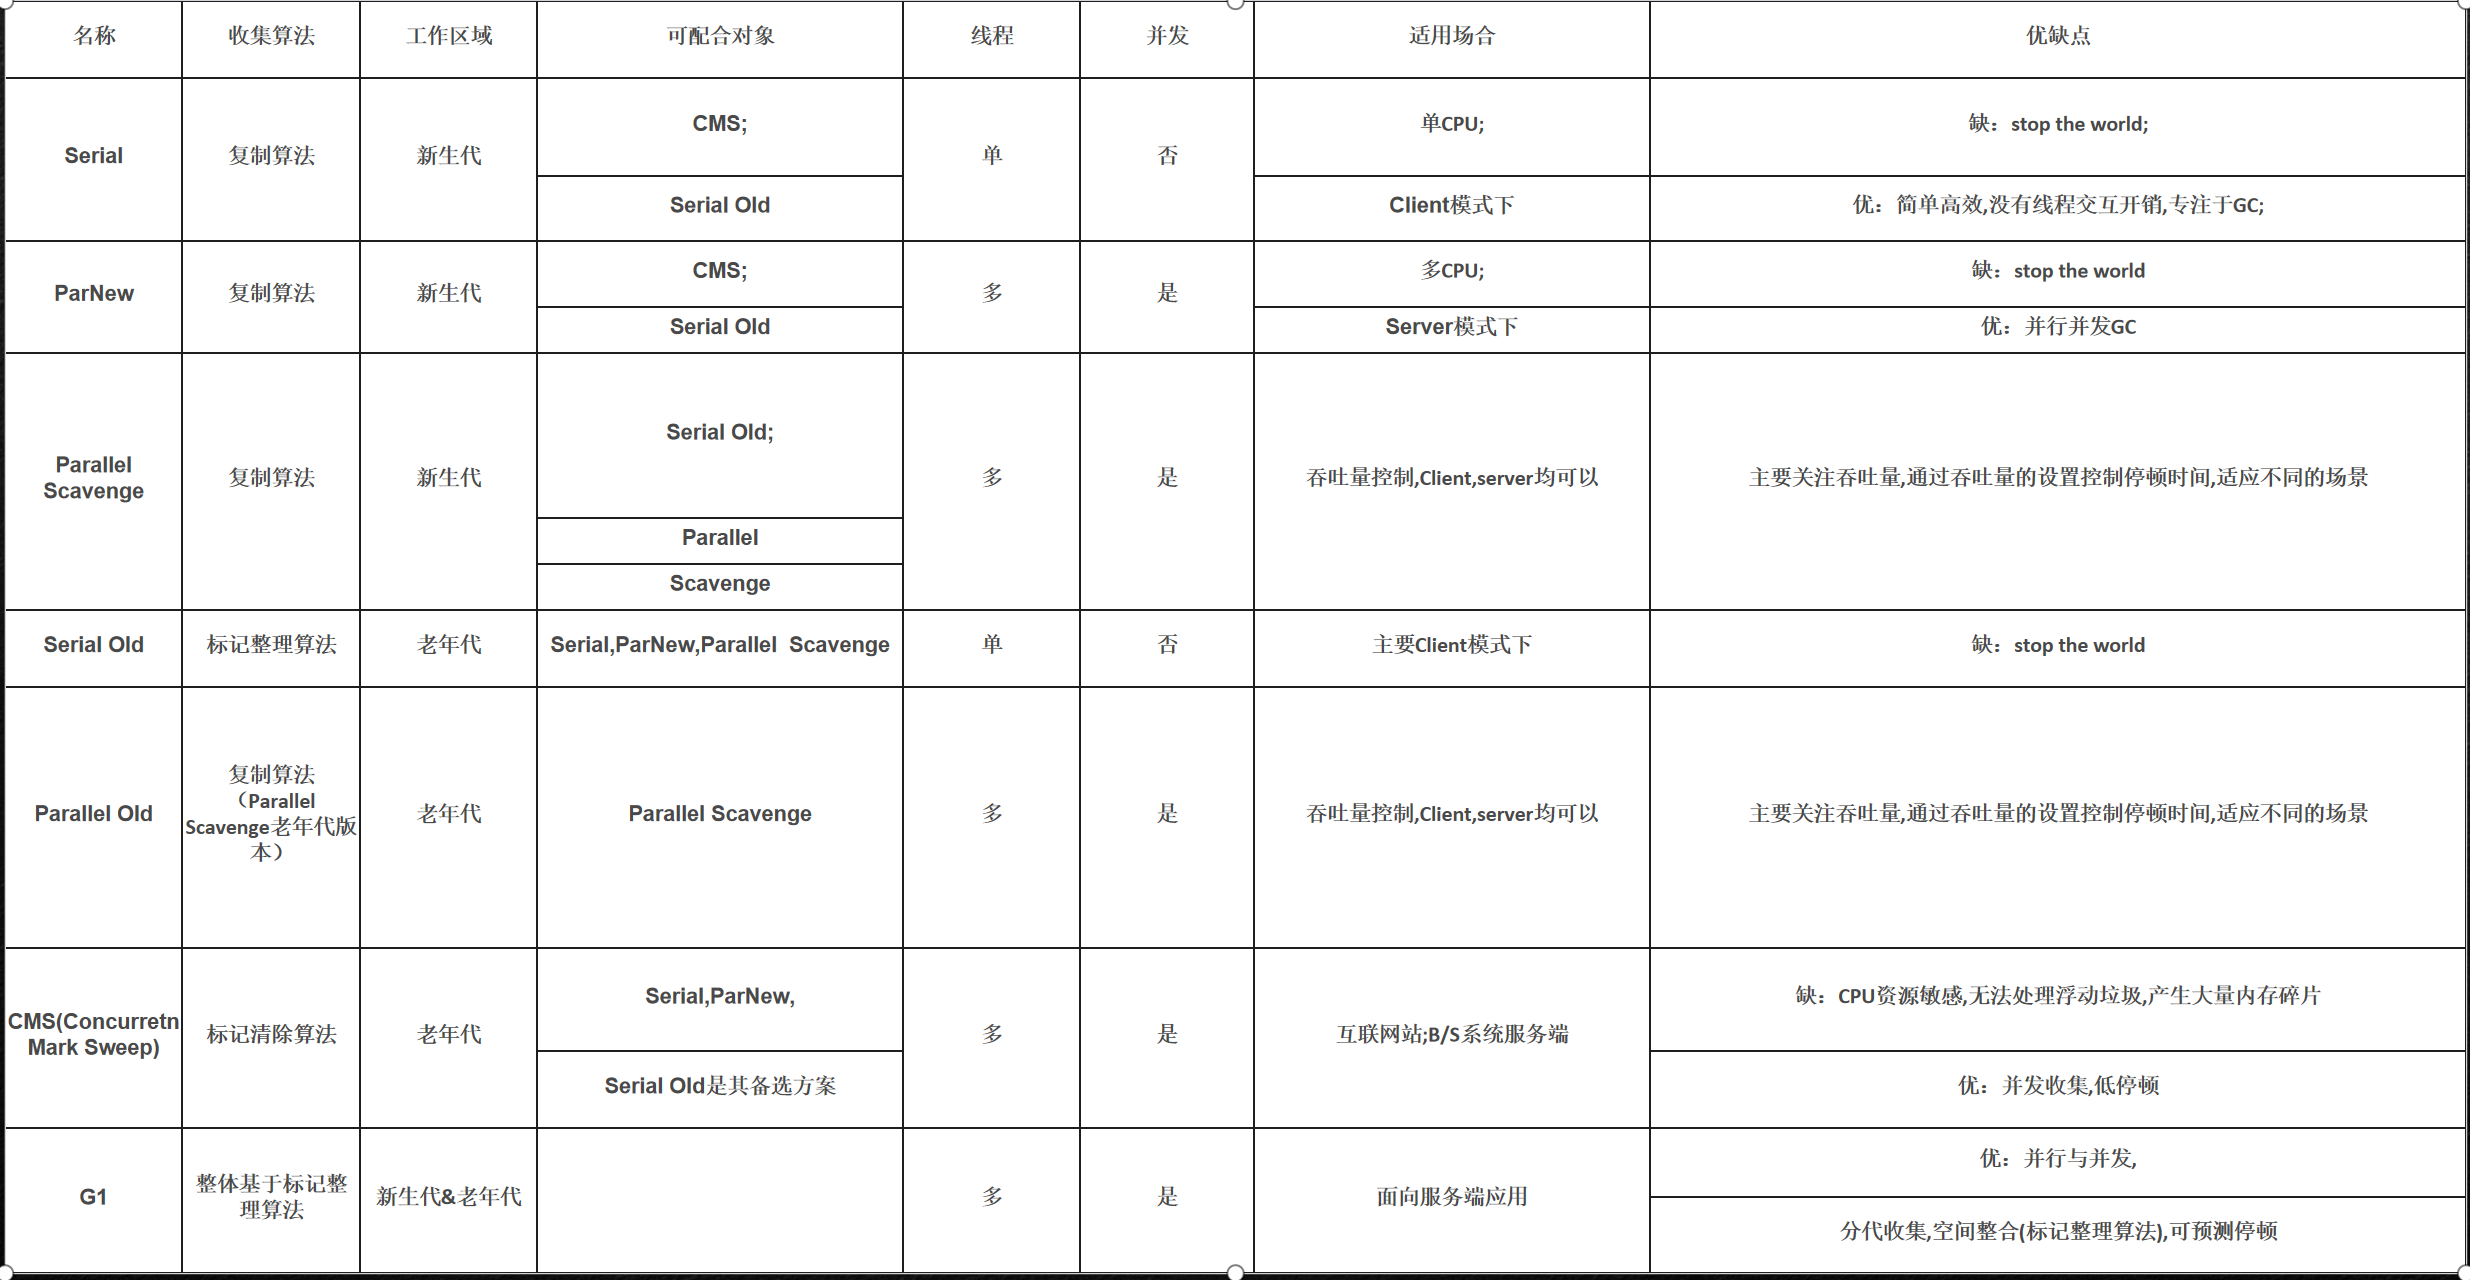 名称 收集算法 工作区域 可配合对象 线程 并发 适用场合 优缺点
Serial 复制算法 新生代 CMS; 单 否 单CPU; 缺：stop the world;
Serial Old Client模式下 优：简单高效,没有线程交互开销,专注于GC;
ParNew 复制算法 新生代 CMS; 多 是 多CPU; 缺：stop the world
Serial Old Server模式下 优：并行并发GC
Parallel
Scavenge 复制算法 新生代 Serial Old; 多 是 吞吐量控制,Client,server均可以 主要关注吞吐量,通过吞吐量的设置控制停顿时间,适应不同的场景
Parallel
Scavenge
Serial Old 标记整理算法 老年代 Serial,ParNew,Parallel  Scavenge 单 否 主要Client模式下 缺：stop the world
Parallel Old
复制算法
（Parallel
Scavenge老年代版
本）
老年代 Parallel Scavenge 多 是 吞吐量控制,Client,server均可以 主要关注吞吐量,通过吞吐量的设置控制停顿时间,适应不同的场景
CMS(Concurretn
Mark Sweep) 标记清除算法 老年代 Serial,ParNew, 多 是 互联网站;B/S系统服务端 缺：CPU资源敏感,无法处理浮动垃圾,产生大量内存碎片
Serial Old是其备选方案 优：并发收集,低停顿
G1
整体基于标记整
理算法
新生代&老年代 多 是 面向服务端应用 优：并行与并发,
分代收集,空间整合(标记整理算法),可预测停顿